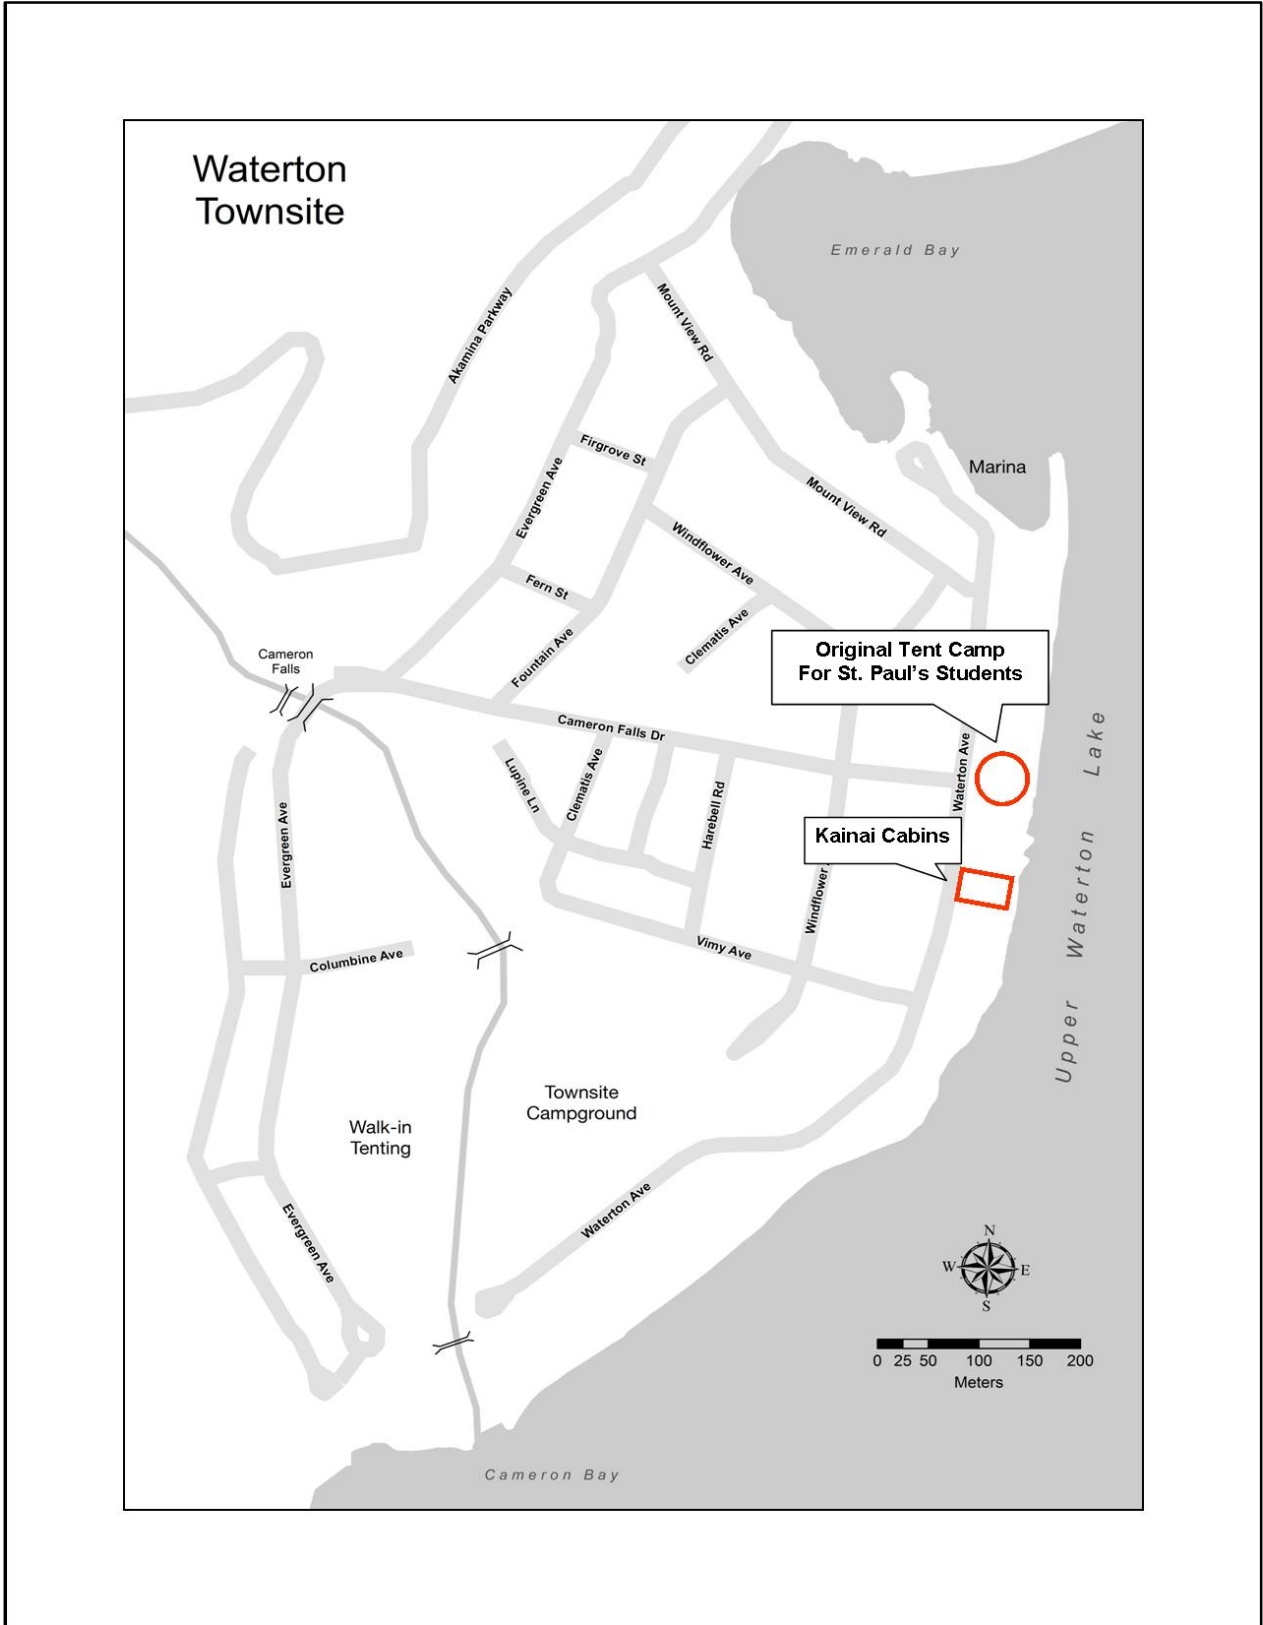 Waterton
Townsite
Emerald Bay
Akamina Parkway
Mount View Rd
Firgrove St
Marina
Evergreen Ave
Mount View Rd
Windflower Ave
Fern St
Clematis Ave
Fountain Ave
Cameron
Falls
Original Tent Camp
For St. Paul's Students
Cameron Falls Dr
Waterton Ave
Lupine Ln
Clematis Ave
Harebell Rd
Upper Waterton Lake
Kainai Cabins
Evergreen Ave
Windflower
Vimy Ave
Columbine Ave
Townsite
Campground
Walk-in
Tenting
Waterton Ave
Evergreen Ave
N
W
E
S
0 25 50 100 150 200
Meters
Cameron Bay